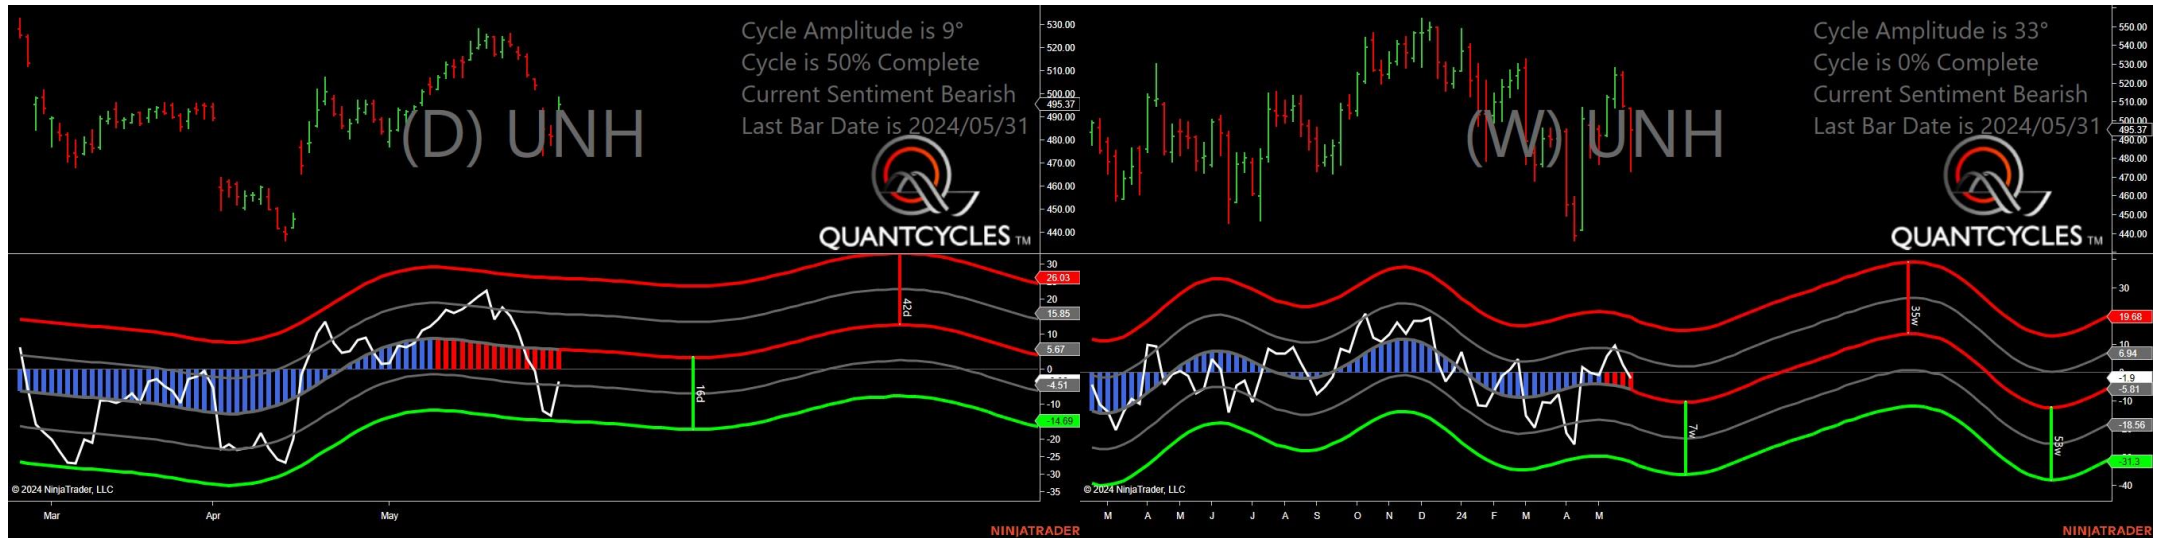 Cycle Amplitude is 9°
Cycle is 50% Complete
Current Sentiment Bearish
Last Bar Date is 2024/05/31
(D) UNH
QUANTCYCLES TM
530.00
520.00
510.00
500.00
495.37
490.00
480.00
470.00
460.00
450.00
440.00
30
26.03
20
15.85
10
5.67
0
-4.51
-10
-14.69
-20
-25
-30
-35
42d
16d
© 2024 NinjaTrader, LLC
Mar Apr May
NINJATRADER
Cycle Amplitude is 33°
Cycle is 0% Complete
Current Sentiment Bearish
Last Bar Date is 2024/05/31
(W) UNH
QUANTCYCLES TM
550.00
540.00
530.00
520.00
510.00
500.00
495.37
490.00
480.00
470.00
460.00
450.00
440.00
30
19.68
10
6.94
-1.9
-5.81
-10
-18.56
-31.3
-40
35w
7w
53w
© 2024 NinjaTrader, LLC
M A M J J A S O N D 24 F M A M
NINJATRADER